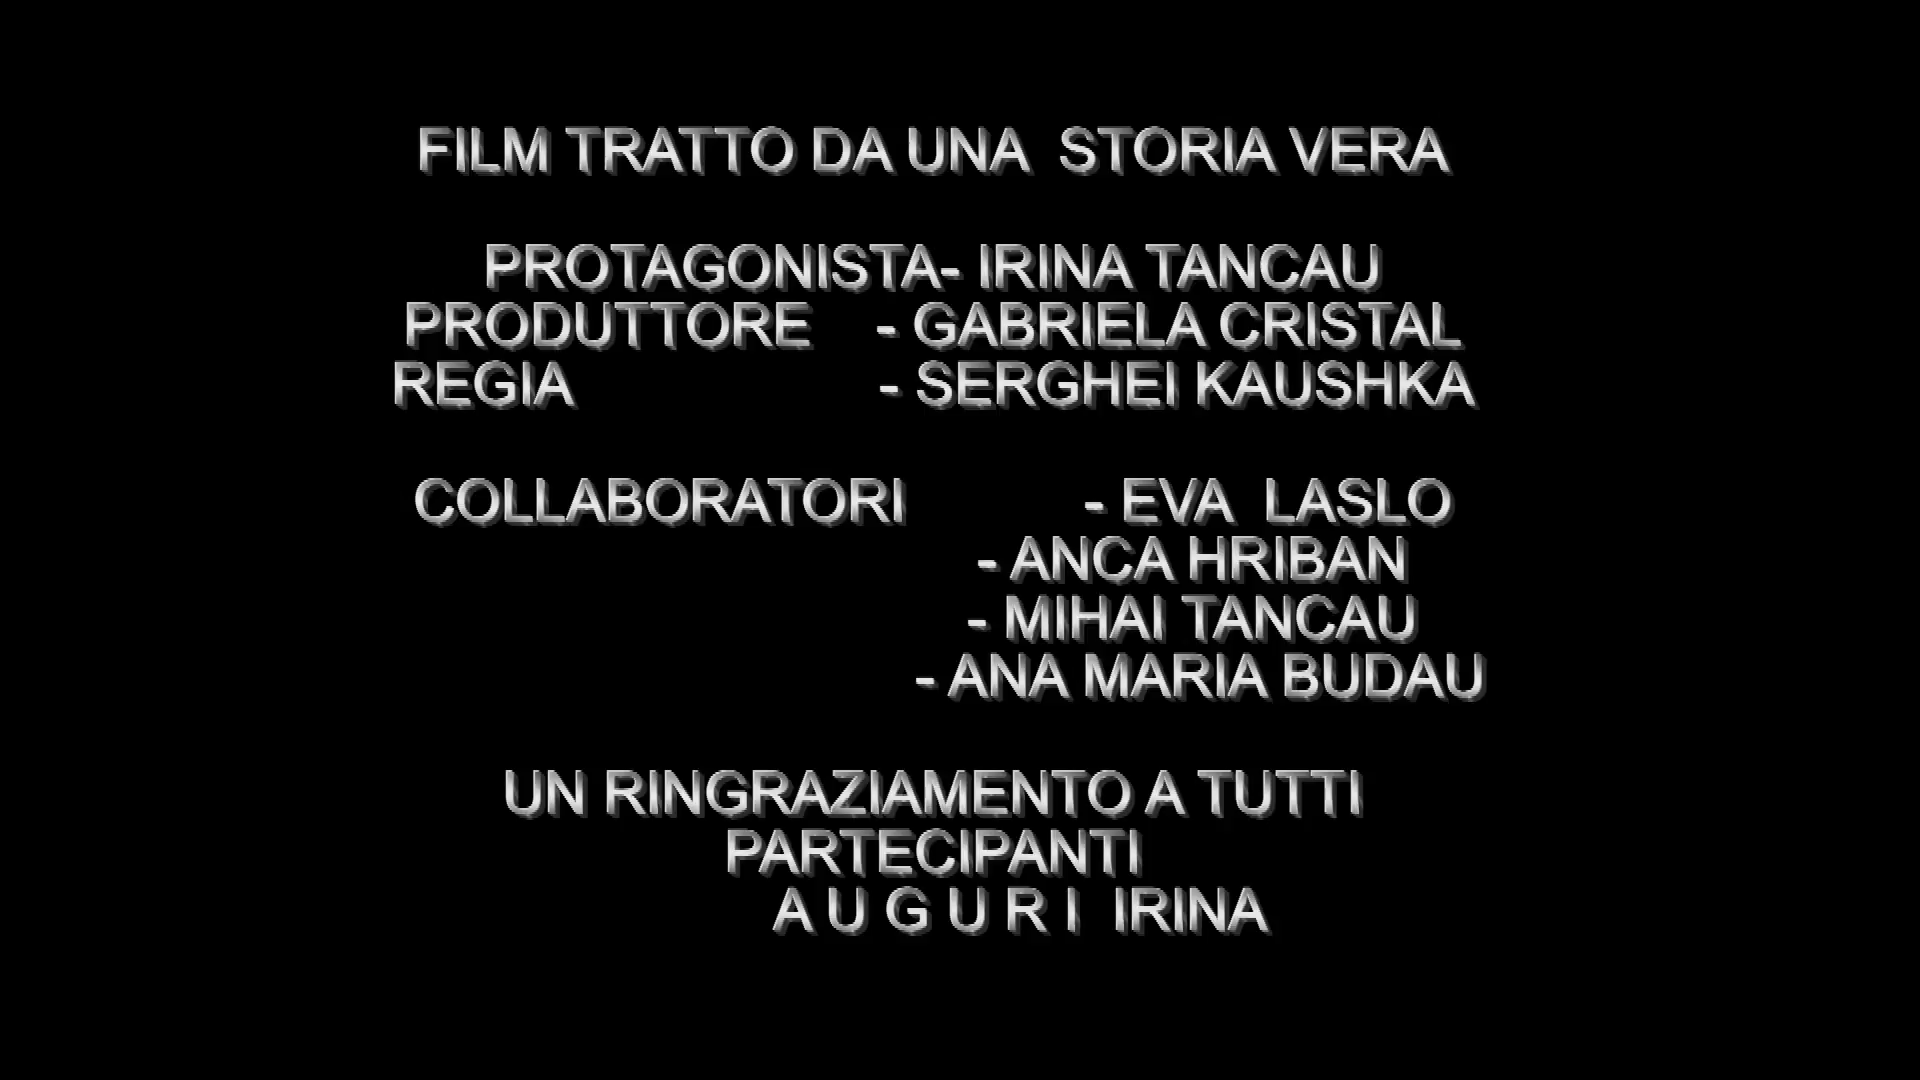 FILM TRATTO DA UNA STORIA VERA
PROTAGONISTA- IRINA TANCAU
PRODUTTORE - GABRIELA CRISTAL
REGIA - SERGHEI KAUSHKA
COLLABORATORI - EVA LASLO
- ANCA HRIBAN
- MIHAI TANCAU
- ANA MARIA BUDAU
UN RINGRAZIAMENTO A TUTTI
PARTECIPANTI
A U G U R I IRINA